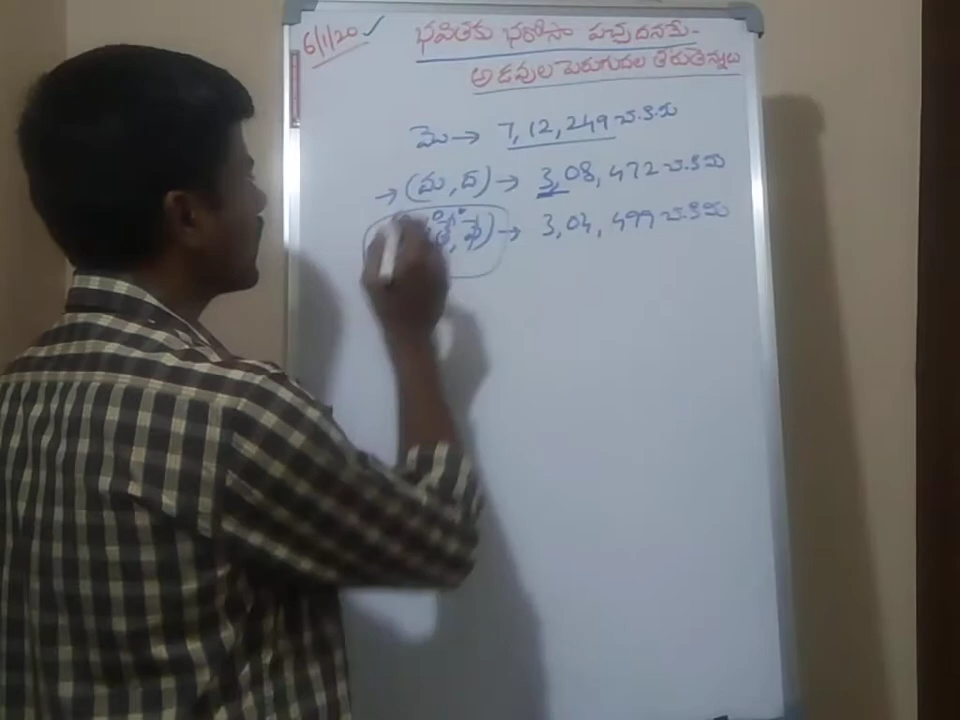 6/1/20 ✓
భవితకు భరోసా పచ్చదనమే -
అడవుల పెరుగుదల తీరుతెన్నులు
మొ → 7,12,249 చ.కి.మీ
→ (మ, ద) → 3,08,472 చ.కి.మీ
→ 3,04,499 చ.కి.మీ